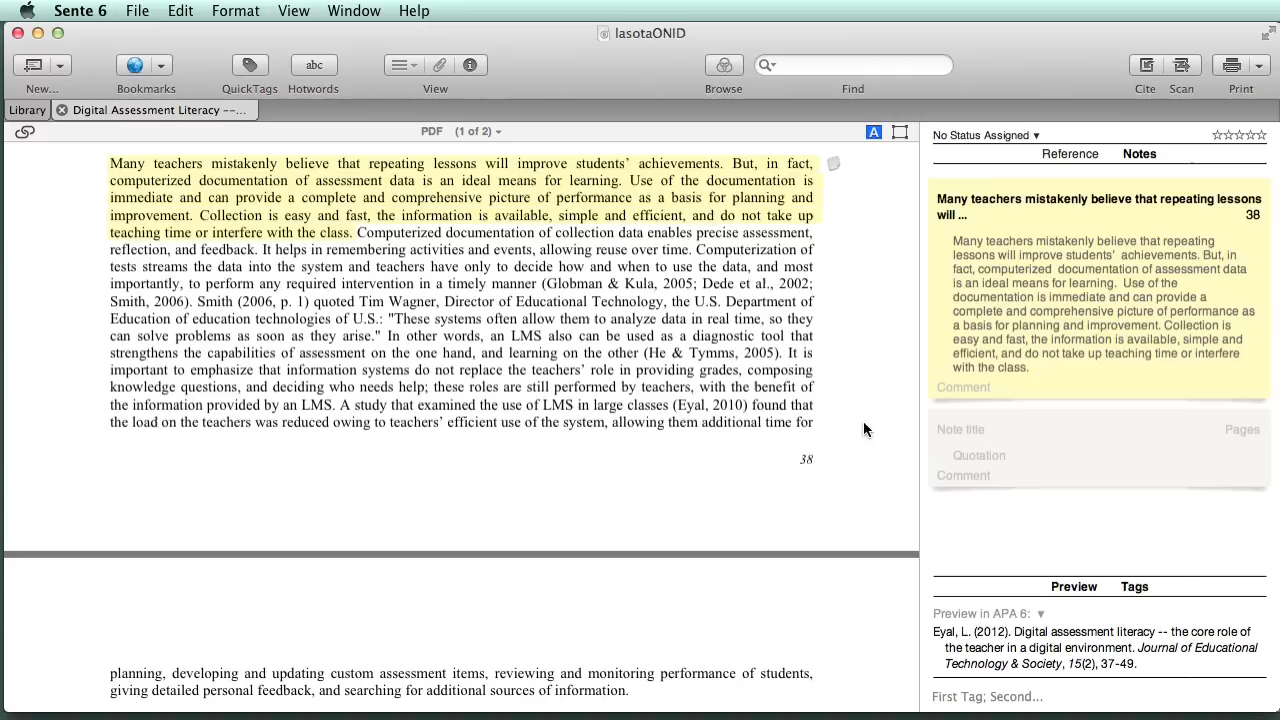 Sente 6 File Edit Format View Window Help
lasotaONID
abc
New... Bookmarks QuickTags Hotwords View Browse Find Cite Scan Print
Library Digital Assessment Literacy --...
PDF (1 of 2)
A
Many teachers mistakenly believe that repeating lessons will improve students’ achievements. But, in fact,
computerized documentation of assessment data is an ideal means for learning. Use of the documentation is
immediate and can provide a complete and comprehensive picture of performance as a basis for planning and
improvement. Collection is easy and fast, the information is available, simple and efficient, and do not take up
teaching time or interfere with the class. Computerized documentation of collection data enables precise assessment,
reflection, and feedback. It helps in remembering activities and events, allowing reuse over time. Computerization of
tests streams the data into the system and teachers have only to decide how and when to use the data, and most
importantly, to perform any required intervention in a timely manner (Globman & Kula, 2005; Dede et al., 2002;
Smith, 2006). Smith (2006, p. 1) quoted Tim Wagner, Director of Educational Technology, the U.S. Department of
Education of education technologies of U.S.: "These systems often allow them to analyze data in real time, so they
can solve problems as soon as they arise." In other words, an LMS also can be used as a diagnostic tool that
strengthens the capabilities of assessment on the one hand, and learning on the other (He & Tymms, 2005). It is
important to emphasize that information systems do not replace the teachers’ role in providing grades, composing
knowledge questions, and deciding who needs help; these roles are still performed by teachers, with the benefit of
the information provided by an LMS. A study that examined the use of LMS in large classes (Eyal, 2010) found that
the load on the teachers was reduced owing to teachers’ efficient use of the system, allowing them additional time for
38
planning, developing and updating custom assessment items, reviewing and monitoring performance of students,
giving detailed personal feedback, and searching for additional sources of information.
No Status Assigned
Reference Notes
Many teachers mistakenly believe that repeating lessons
will ... 38
Many teachers mistakenly believe that repeating
lessons will improve students’ achievements. But, in
fact, computerized documentation of assessment data
is an ideal means for learning. Use of the
documentation is immediate and can provide a
complete and comprehensive picture of performance as
a basis for planning and improvement. Collection is
easy and fast, the information is available, simple and
efficient, and do not take up teaching time or interfere
with the class.
Comment
Note title Pages
Quotation
Comment
Preview Tags
Preview in APA 6:
Eyal, L. (2012). Digital assessment literacy -- the core role of
the teacher in a digital environment. Journal of Educational
Technology & Society, 15(2), 37-49.
First Tag; Second...